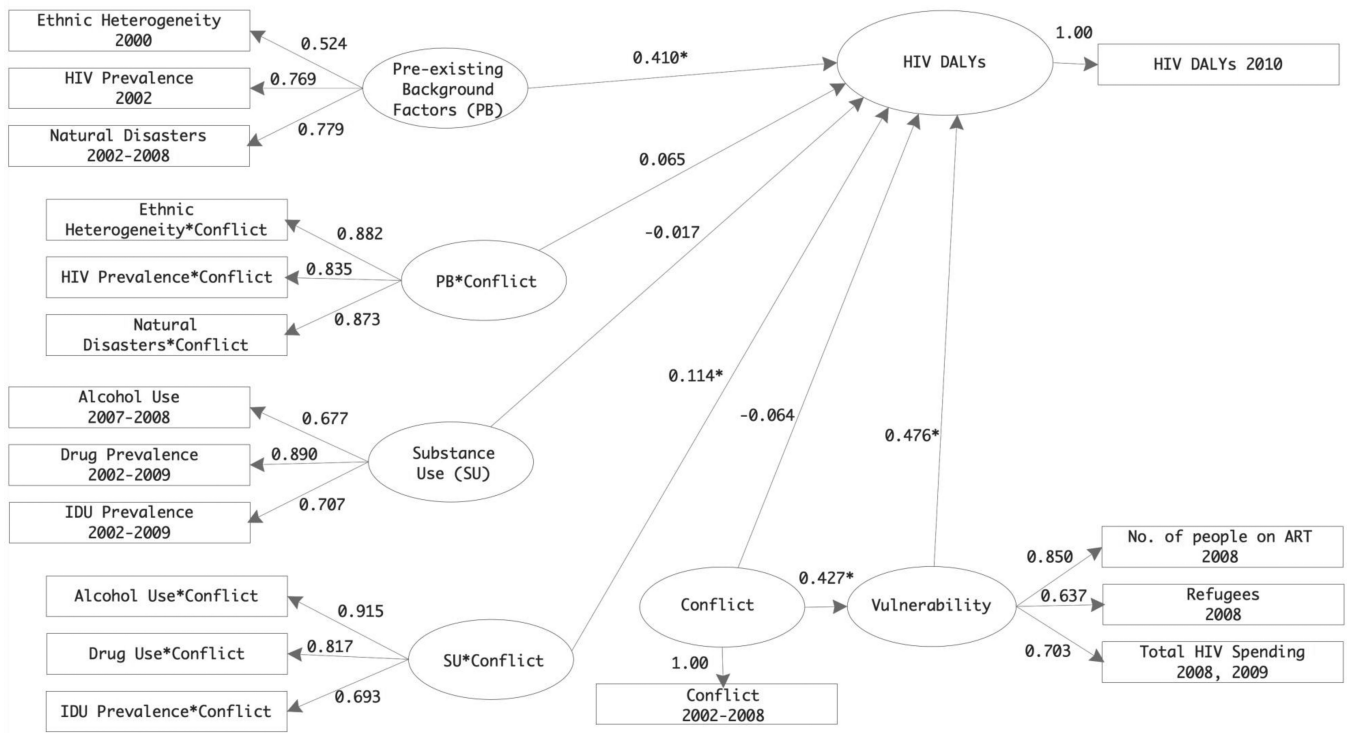 Ethnic Heterogeneity
2000
0.524
HIV Prevalence
2002
0.769
Natural Disasters
2002-2008
0.779
Pre-existing
Background
Factors (PB)
0.410*
HIV DALYs
1.00
HIV DALYs 2010
Ethnic
Heterogeneity*Conflict
0.882
HIV Prevalence*Conflict
0.835
Natural
Disasters*Conflict
0.873
PB*Conflict
0.065
Alcohol Use
2007-2008
0.677
Drug Prevalence
2002-2009
0.890
IDU Prevalence
2002-2009
0.707
Substance
Use (SU)
-0.017
Alcohol Use*Conflict
0.915
Drug Use*Conflict
0.817
IDU Prevalence*Conflict
0.693
SU*Conflict
0.114*
Conflict
-0.064
1.00
Conflict
2002-2008
0.427*
Vulnerability
0.476*
No. of people on ART
2008
0.850
Refugees
2008
0.637
Total HIV Spending
2008, 2009
0.703